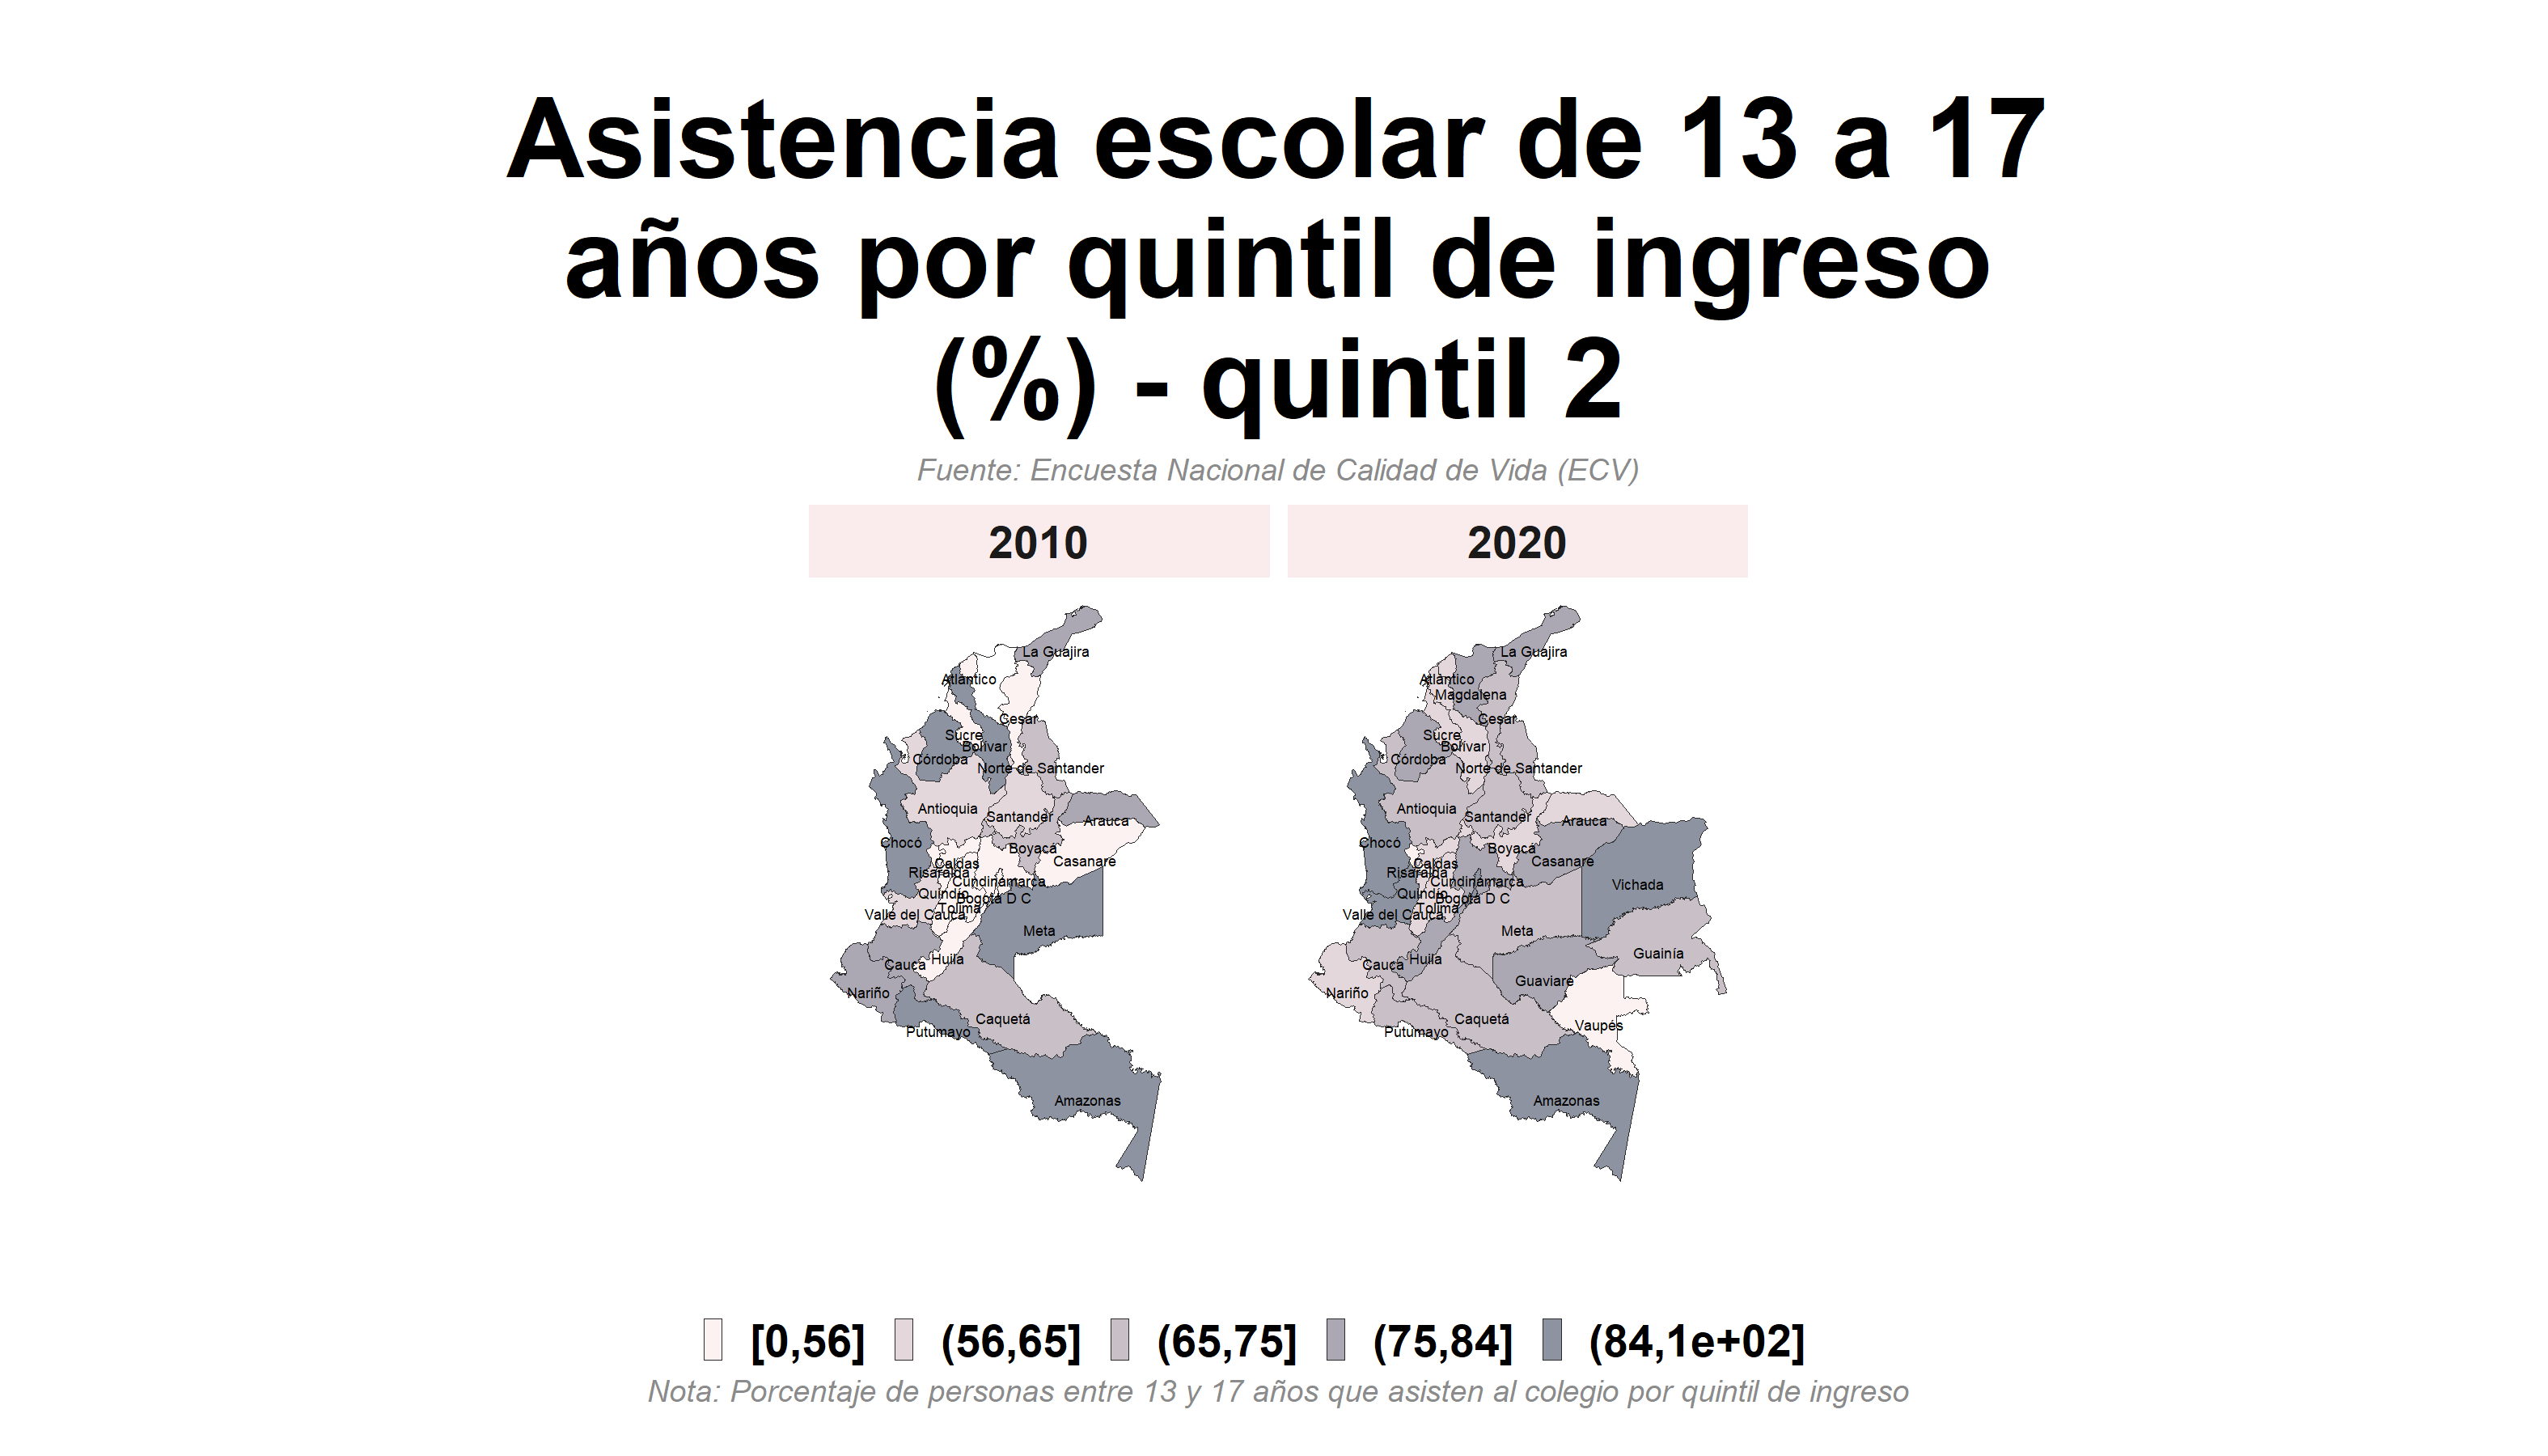 Asistencia escolar de 13 a 17
años por quintil de ingreso
(%) - quintil 2
Fuente: Encuesta Nacional de Calidad de Vida (ECV)
2010
2020
La Guajira
Atlántico
Cesar
Sucre
Bolívar
Córdoba
Norte de Santander
Antioquia
Santander
Arauca
Chocó
Boyacá
Caldas
Casanare
Risaralda
Cundinamarca
Quindío
Bogotá D C
Tolima
Valle del Cauca
Meta
Huila
Cauca
Nariño
Caquetá
Putumayo
Amazonas
La Guajira
Atlántico
Magdalena
Cesar
Sucre
Bolívar
Córdoba
Norte de Santander
Antioquia
Santander
Arauca
Chocó
Boyacá
Caldas
Casanare
Risaralda
Cundinamarca
Vichada
Quindío
Bogotá D C
Tolima
Valle del Cauca
Meta
Guainía
Huila
Cauca
Guaviare
Nariño
Caquetá
Vaupés
Putumayo
Amazonas
[0,56] (56,65] (65,75] (75,84] (84,1e+02]
Nota: Porcentaje de personas entre 13 y 17 años que asisten al colegio por quintil de ingreso